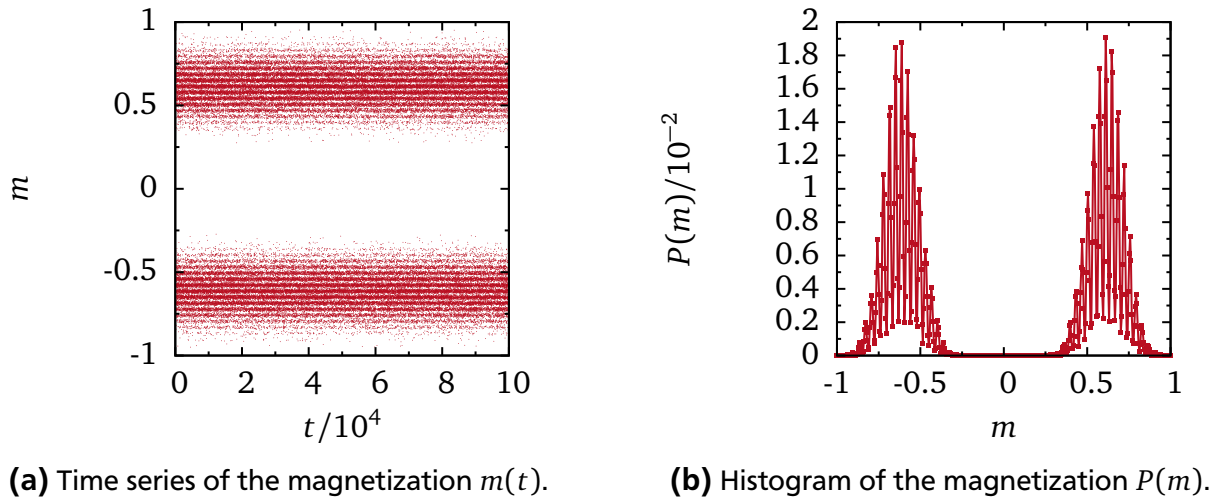 1
0.5
0
-0.5
-1
m
0 2 4 6 8 10
t/10⁴
2
1.8
1.6
1.4
1.2
1
0.8
0.6
0.4
0.2
0
P(m)/10⁻²
-1 -0.5 0 0.5 1
m
(a) Time series of the magnetization m(t).
(b) Histogram of the magnetization P(m).